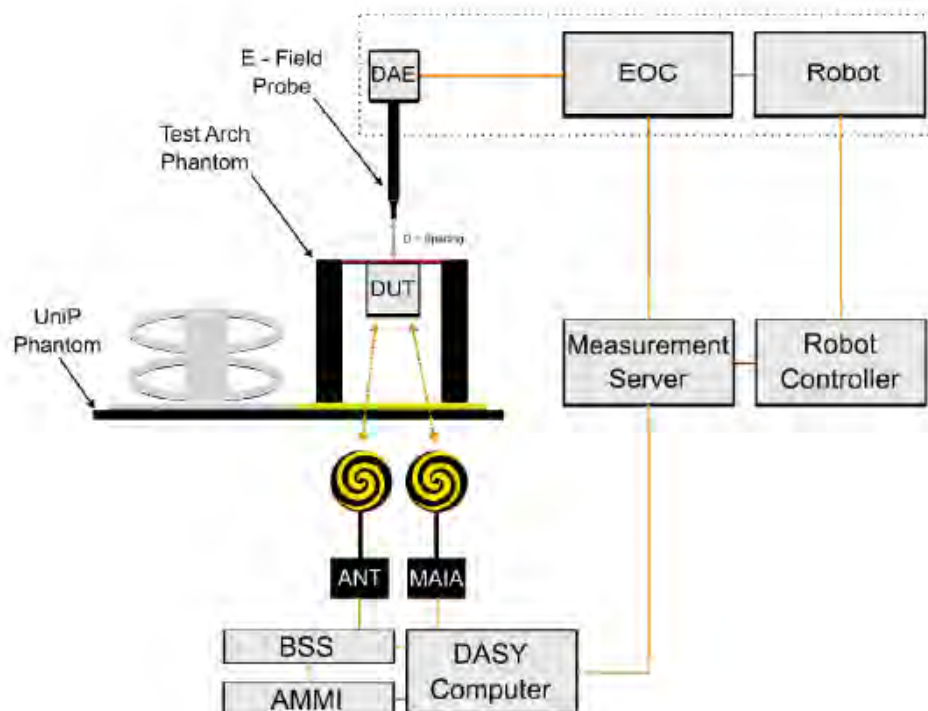 E - Field
Probe
DAE
EOC
Robot
Test Arch
Phantom
D = Spacing
DUT
UniP
Phantom
Measurement
Server
Robot
Controller
ANT
MAIA
BSS
DASY
Computer
AMMI